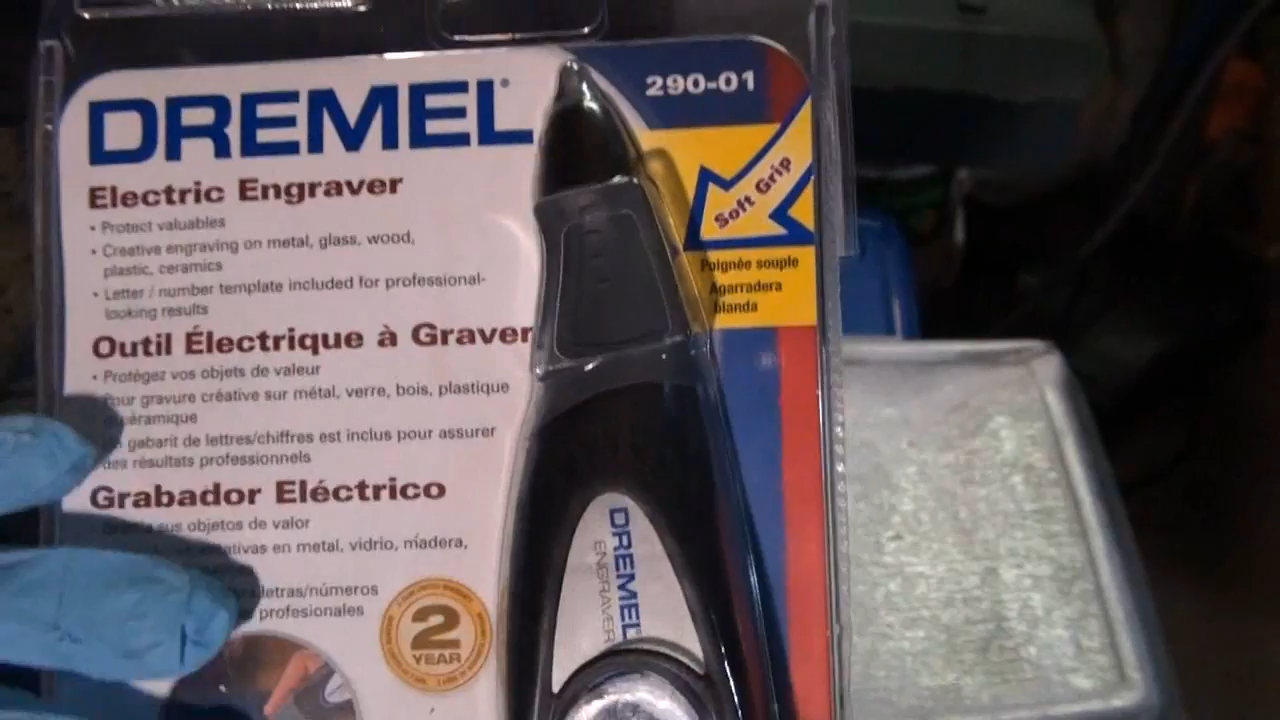 DREMEL
290-01
Electric Engraver
• Protect valuables
• Creative engraving on metal, glass, wood,
plastic, ceramics
• Letter / number template included for professional-
looking results
Soft Grip
Poignée souple
Agarradera
blanda
Outil Électrique à Graver
• Protégez vos objets de valeur
gravure créative sur métal, verre, bois, plastique
gabarit de lettres/chiffres est inclus pour assurer
résultats professionnels
Grabador Eléctrico
sus objetos de valor
en metal, vidrio, madera,
letras/números
profesionales
2
YEAR
DREMEL
ENGRAVER